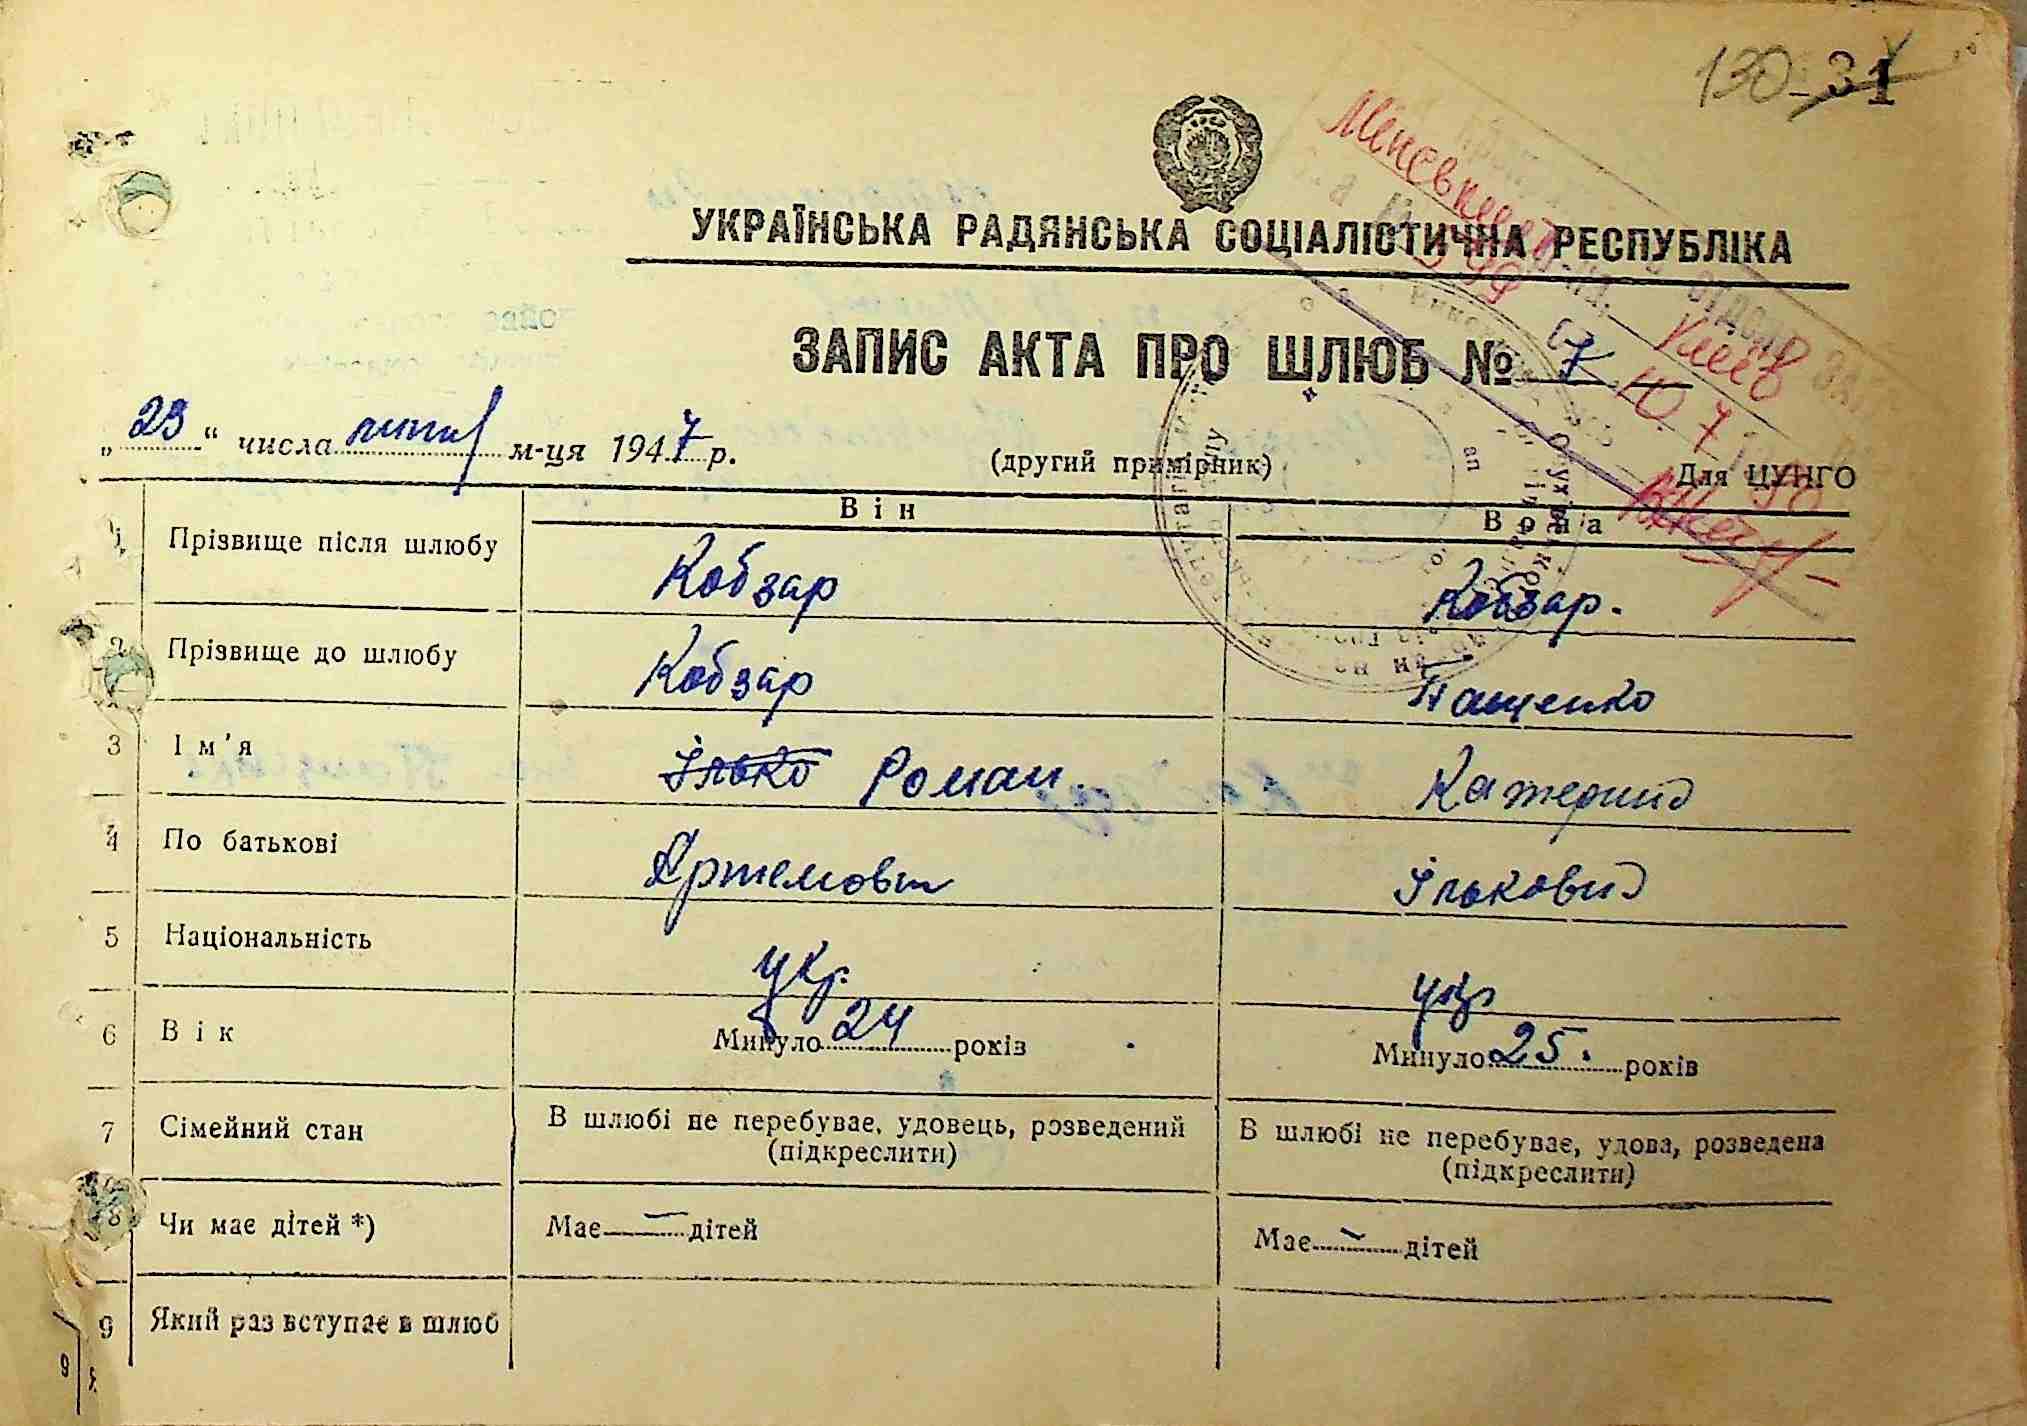 130 31
УКРАЇНСЬКА РАДЯНСЬКА СОЦІАЛІСТИЧНА РЕСПУБЛІКА
ЗАПИС АКТА ПРО ШЛЮБ № 7
„23“ числа м-ця 1947 р. (другий примірник) Для ЦУНГО
Він Вона
1 Прізвище після шлюбу Кобзар Кобзар.
2 Прізвище до шлюбу Кобзар Пащенко
3 Ім'я Ілько Роман. Катерина
4 По батькові Артемович Ільковна
5 Національність укр. укр
6 Вік Минуло 24 років Минуло 25. років
7 Сімейний стан В шлюбі не перебуває, удовець, розведений В шлюбі не перебуває, удова, розведена
(підкреслити) (підкреслити)
8 Чи має дітей *) Має — дітей Має — дітей
9 Який раз вступає в шлюб